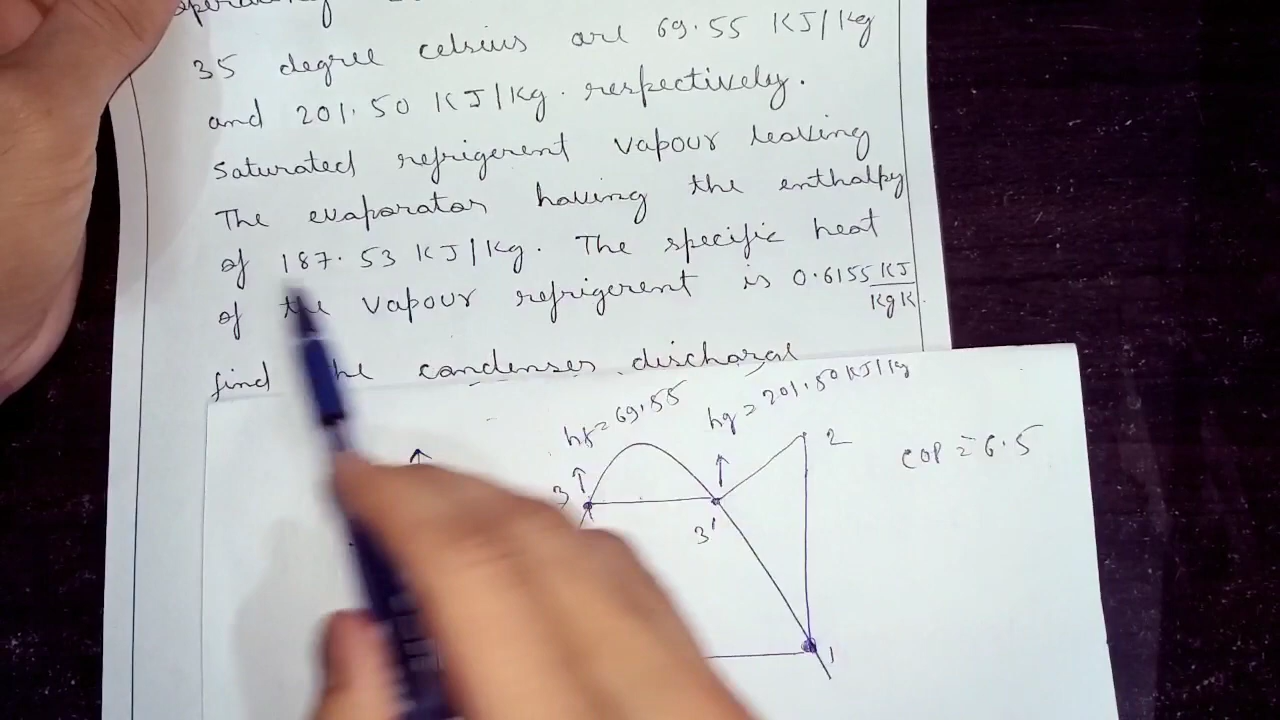 operating
35 degree celsius are 69.55 KJ/kg
and 201.50 KJ/kg. respectively.
saturated refrigerent vapour leaving
The evaporator having the enthalpy
of 187.53 KJ/kg. The specific heat
of the vapour refrigerent is 0.6155 KJ/KgK.
find the condenser discharge
hf = 69.55
hg = 201.50 KJ/kg
2
COP = 6.5
3
3'
1